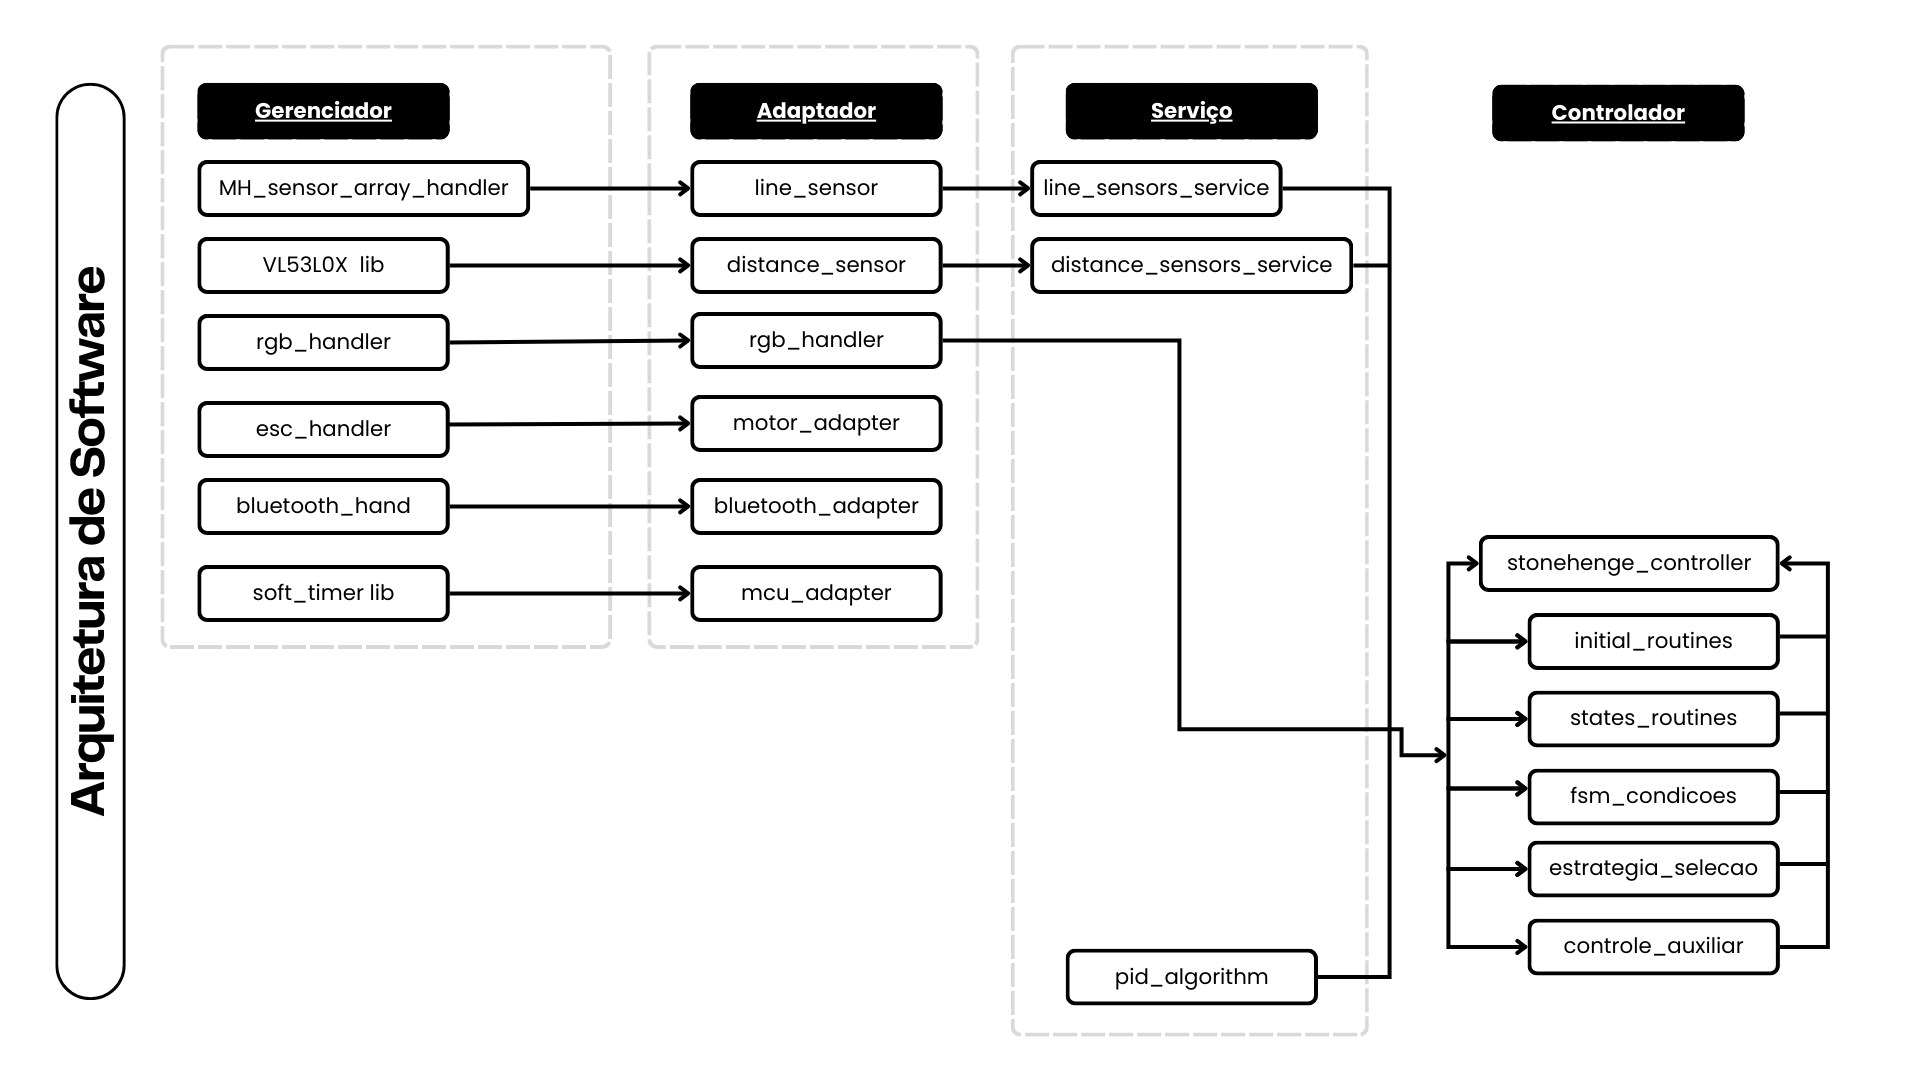 Arquitetura de Software
Gerenciador
MH_sensor_array_handler
VL53L0X lib
rgb_handler
esc_handler
bluetooth_hand
soft_timer lib
Adaptador
line_sensor
distance_sensor
rgb_handler
motor_adapter
bluetooth_adapter
mcu_adapter
Serviço
line_sensors_service
distance_sensors_service
pid_algorithm
Controlador
stonehenge_controller
initial_routines
states_routines
fsm_condicoes
estrategia_selecao
controle_auxiliar